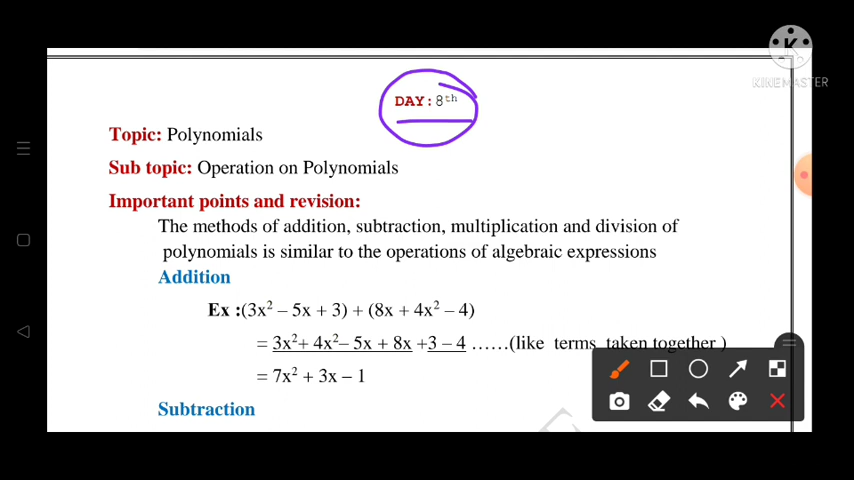 KINEMASTER
DAY: 8th
Topic: Polynomials
Sub topic: Operation on Polynomials
Important points and revision:
The methods of addition, subtraction, multiplication and division of
polynomials is similar to the operations of algebraic expressions
Addition
Ex :(3x² – 5x + 3) + (8x + 4x² – 4)
= 3x²+ 4x²– 5x + 8x +3 – 4 ……(like terms taken together )
= 7x² + 3x – 1
Subtraction